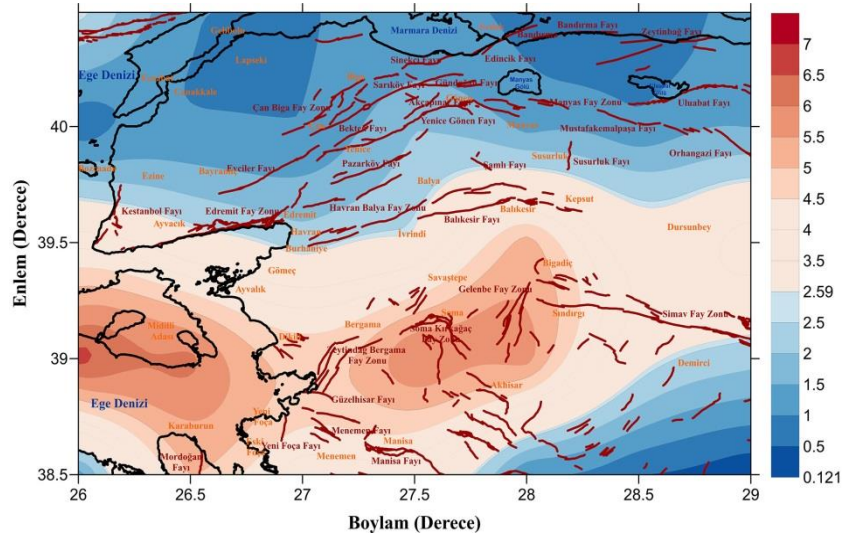 Marmara Denizi
Bandırma Fayı
Zeytinbağ Fayı
Bandırma
Edincik Fayı
Ege Denizi
Lapseki
Sinekçi Fayı
Biga
Sarıköy Fayı
Gündoğan Fayı
Manyas
Gölü
Uluabat Fayı
Çanakkale
Çan Biga Fay Zonu
Akçapınar Fayı
Manyas Fay Zonu
Yenice Gönen Fayı
Bekten Fayı
Mustafakemalpaşa Fayı
Yenice
Orhangazi Fayı
Pazarköy Fayı
Susurluk
Susurluk Fayı
Şamlı Fayı
Evciler Fayı
Bayramiç
Ezine
Balya
Kepsut
Kestanbol Fayı
Edremit Fay Zonu
Edremit
Havran Balya Fay Zonu
Balıkesir
Balıkesir Fayı
Dursunbey
Ayvacık
Havran
İvrindi
Burhaniye
Gömeç
Bigadiç
Savaştepe
Gelenbe Fay Zonu
Ayvalık
Sındırgı
Simav Fay Zonu
Midilli
Adası
Bergama
Soma
Soma Kırkağaç
Fay Zonu
Dikili
Zeytindağ Bergama
Fay Zonu
Demirci
Akhisar
Ege Denizi
Güzelhisar Fayı
Karaburun
Yeni
Foça
Menemen Fayı
Eski
Foça
Yeni Foça Fayı
Manisa
Mordoğan
Fayı
Menemen
Manisa Fayı
40
39.5
39
38.5
Enlem (Derece)
26
26.5
27
27.5
28
28.5
29
Boylam (Derece)
7
6.5
6
5.5
5
4.5
4
3.5
3
2.59
2.5
2
1.5
1
0.5
0.121